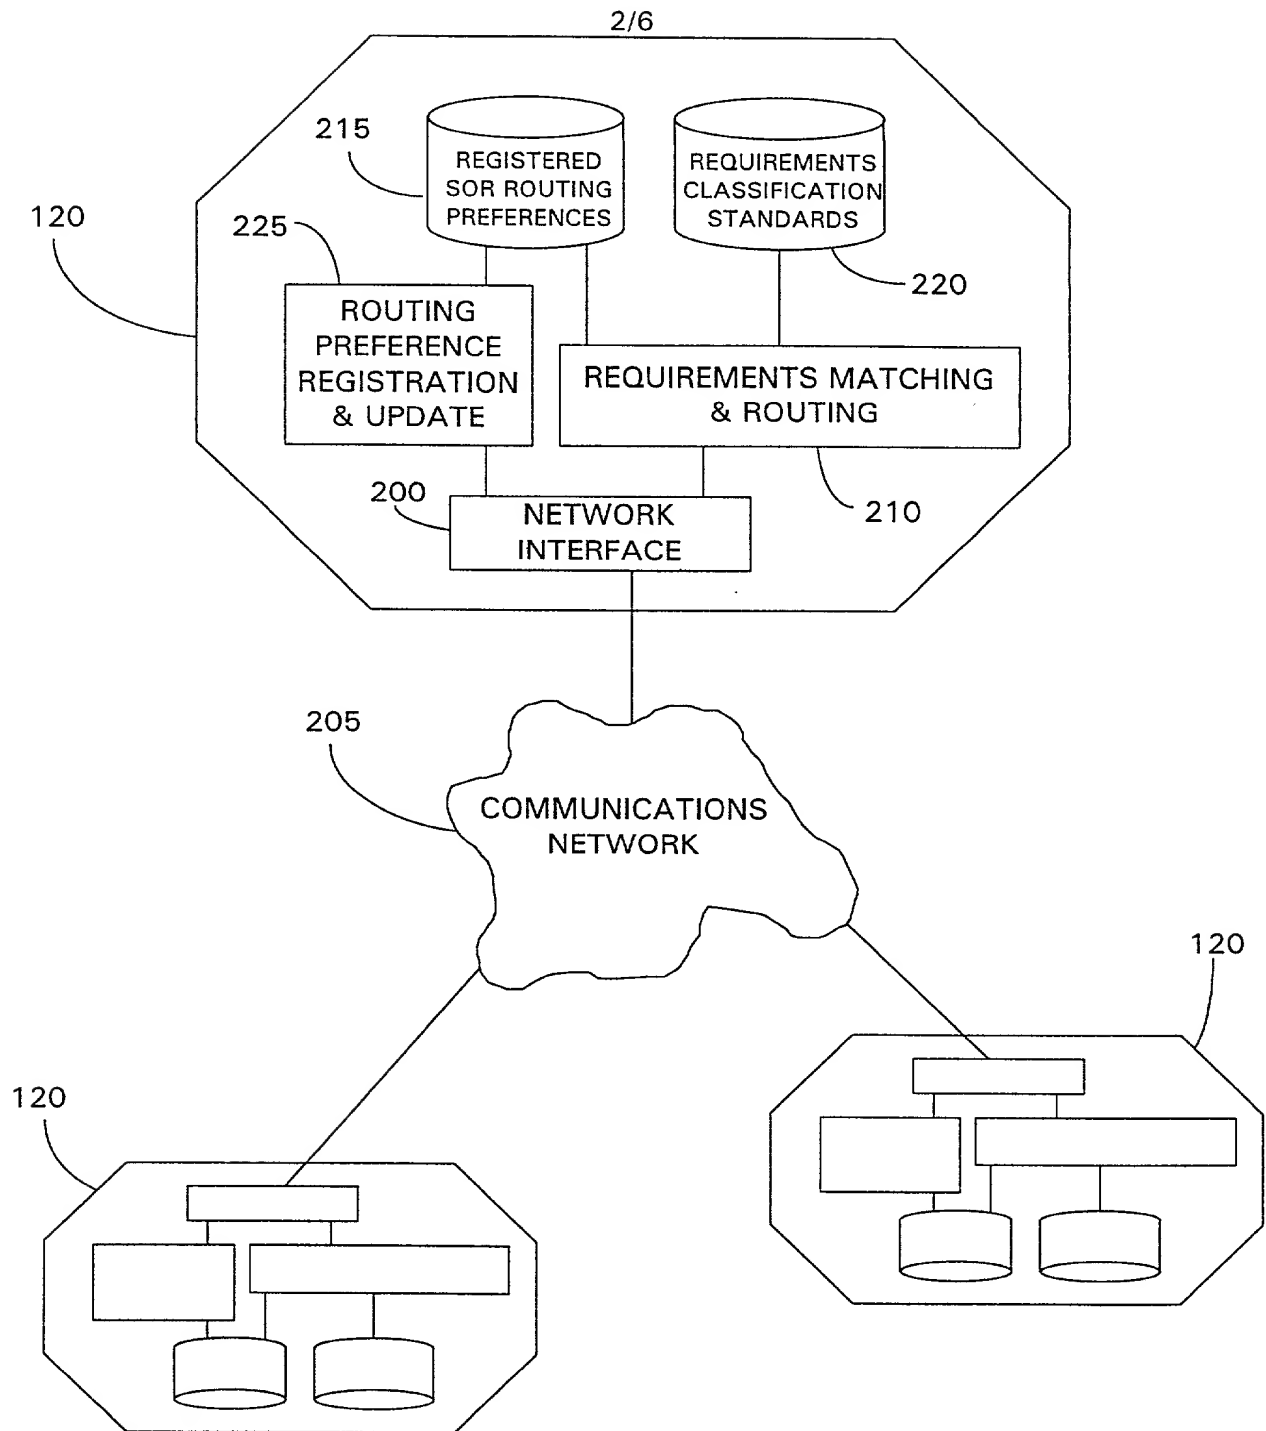 2/6
215
REGISTERED
SOR ROUTING
PREFERENCES
REQUIREMENTS
CLASSIFICATION
STANDARDS
120
225
220
ROUTING
PREFERENCE
REGISTRATION
& UPDATE
REQUIREMENTS MATCHING
& ROUTING
200
210
NETWORK
INTERFACE
205
COMMUNICATIONS
NETWORK
120
120